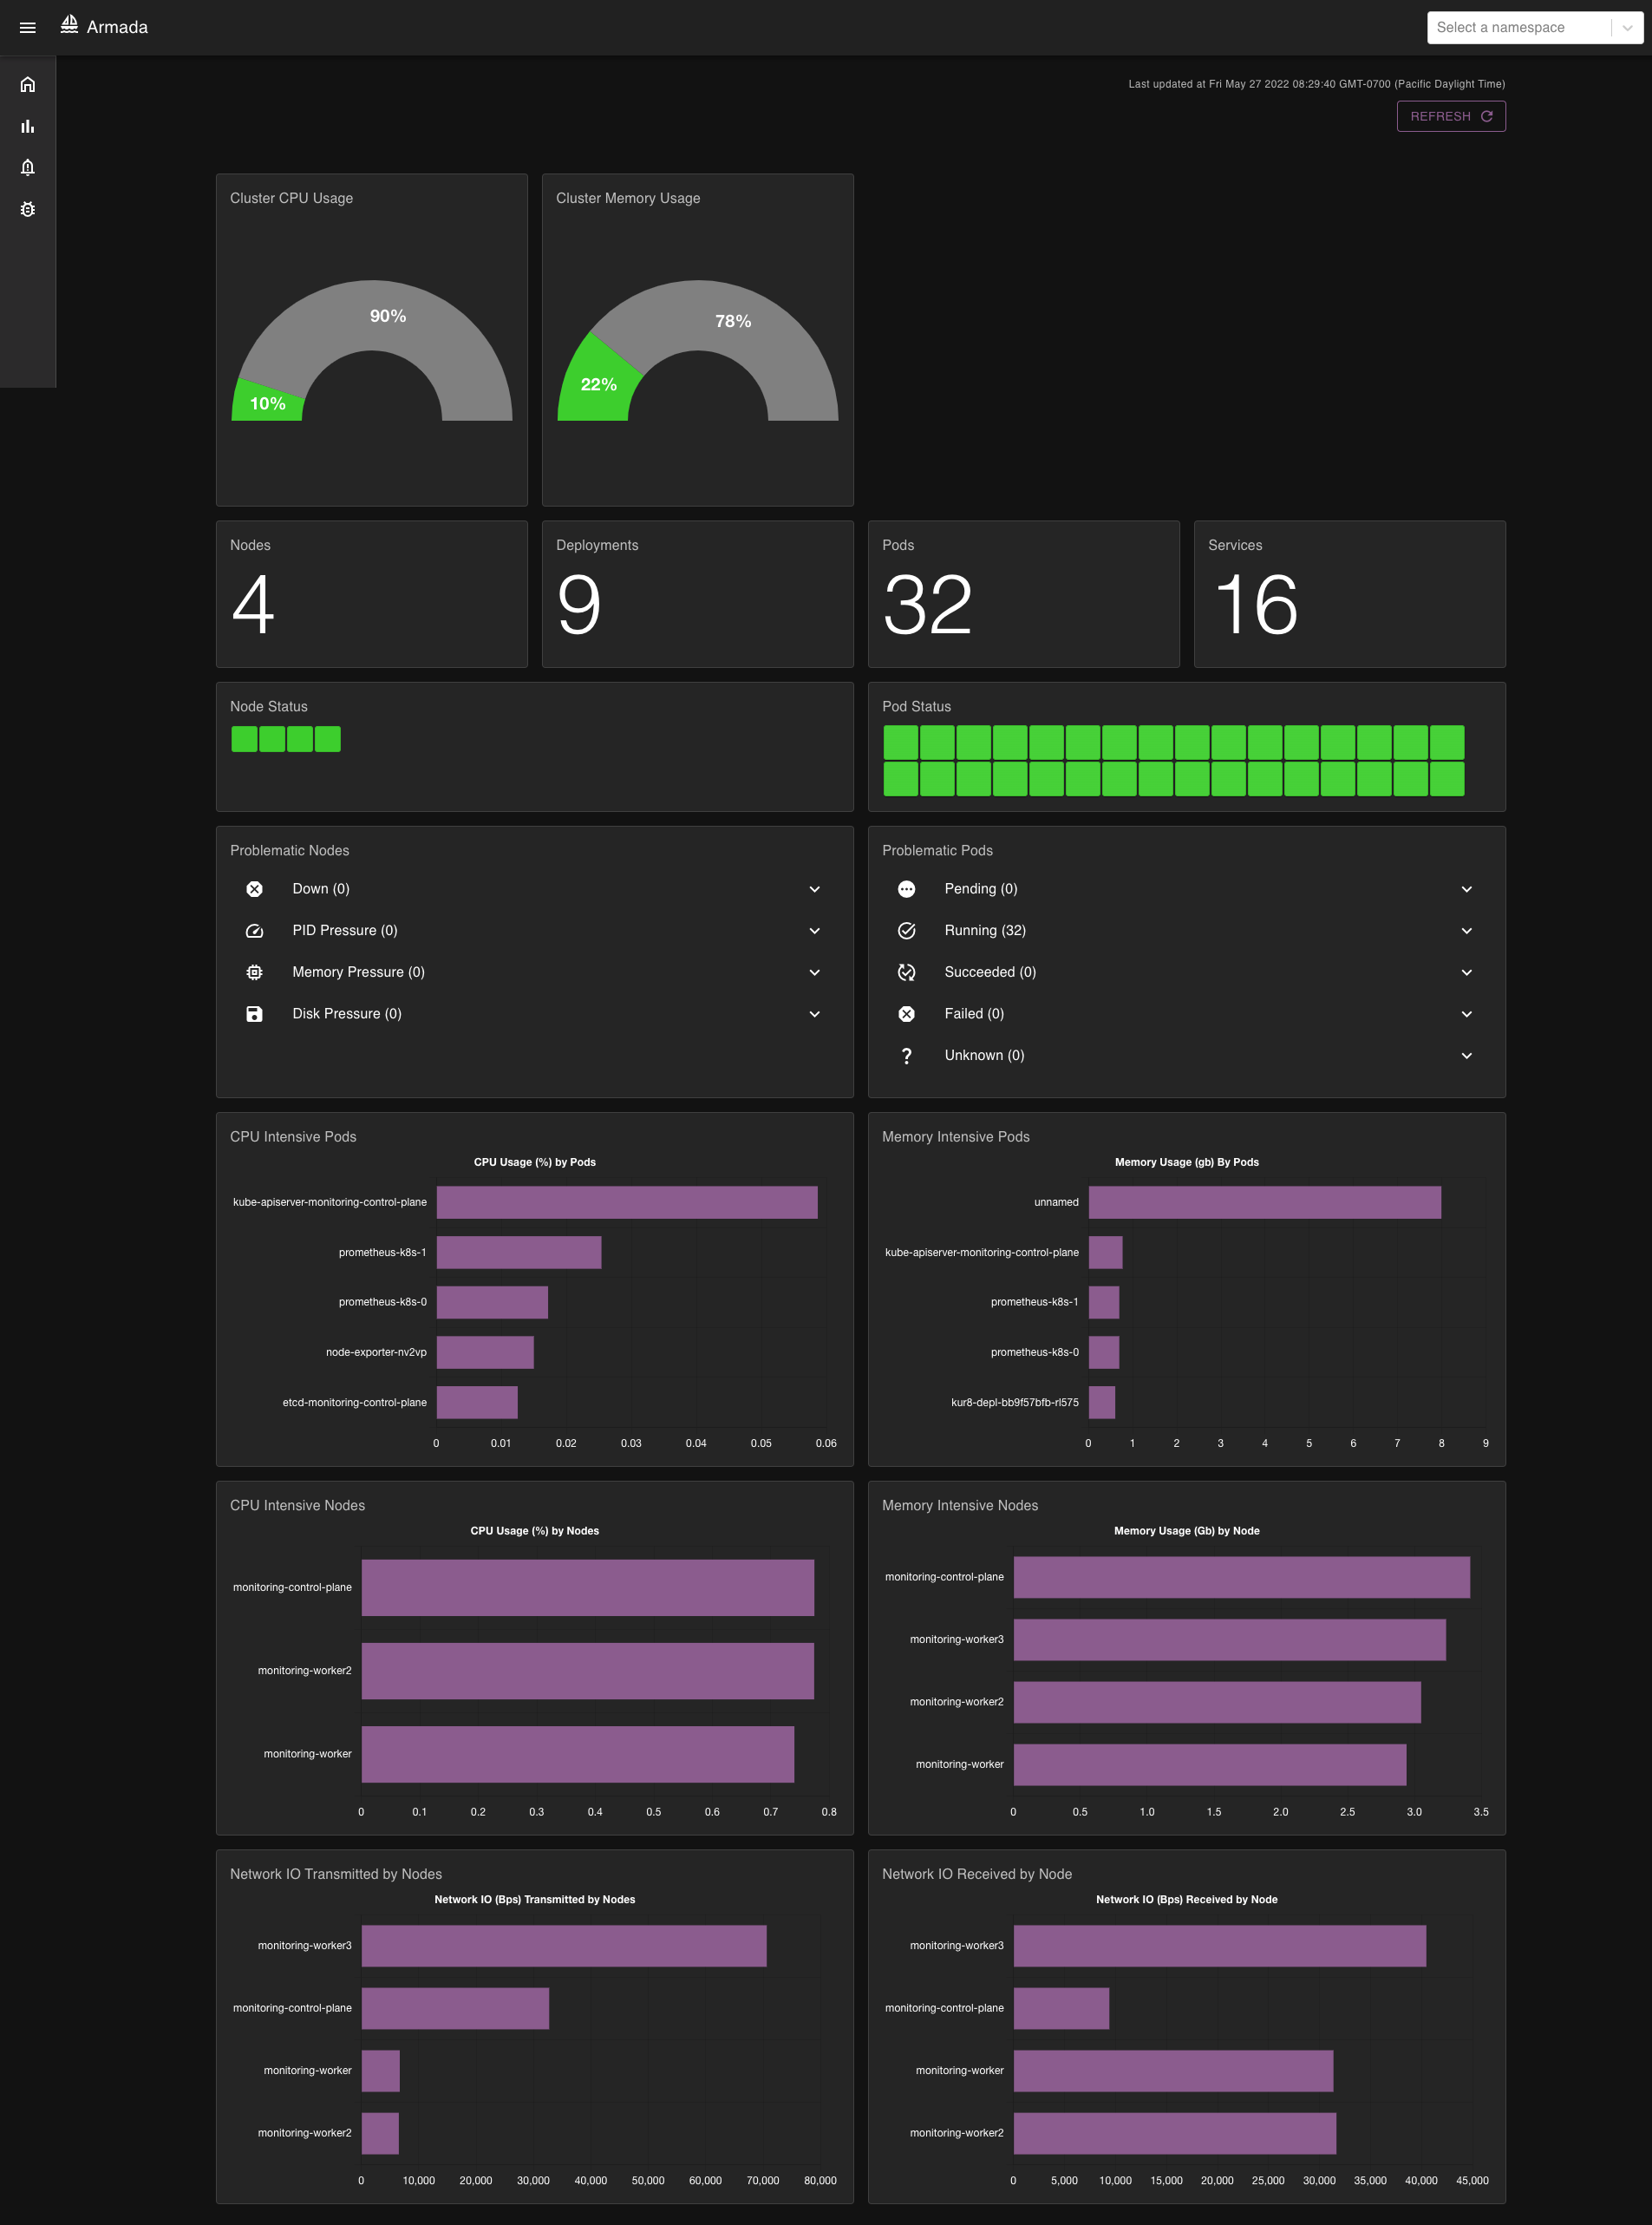 Armada
Select a namespace
Last updated at Fri May 27 2022 08:29:40 GMT-0700 (Pacific Daylight Time)
REFRESH
Cluster CPU Usage
90%
10%
Cluster Memory Usage
78%
22%
Nodes
4
Deployments
9
Pods
32
Services
16
Node Status
Pod Status
Problematic Nodes
Down (0)
PID Pressure (0)
Memory Pressure (0)
Disk Pressure (0)
Problematic Pods
Pending (0)
Running (32)
Succeeded (0)
Failed (0)
Unknown (0)
CPU Intensive Pods
CPU Usage (%) by Pods
kube-apiserver-monitoring-control-plane
prometheus-k8s-1
prometheus-k8s-0
node-exporter-nv2vp
etcd-monitoring-control-plane
0 0.01 0.02 0.03 0.04 0.05 0.06
Memory Intensive Pods
Memory Usage (gb) By Pods
unnamed
kube-apiserver-monitoring-control-plane
prometheus-k8s-1
prometheus-k8s-0
kur8-depl-bb9f57bfb-rl575
0 1 2 3 4 5 6 7 8 9
CPU Intensive Nodes
CPU Usage (%) by Nodes
monitoring-control-plane
monitoring-worker2
monitoring-worker
0 0.1 0.2 0.3 0.4 0.5 0.6 0.7 0.8
Memory Intensive Nodes
Memory Usage (Gb) by Node
monitoring-control-plane
monitoring-worker3
monitoring-worker2
monitoring-worker
0 0.5 1.0 1.5 2.0 2.5 3.0 3.5
Network IO Transmitted by Nodes
Network IO (Bps) Transmitted by Nodes
monitoring-worker3
monitoring-control-plane
monitoring-worker
monitoring-worker2
0 10,000 20,000 30,000 40,000 50,000 60,000 70,000 80,000
Network IO Received by Node
Network IO (Bps) Received by Node
monitoring-worker3
monitoring-control-plane
monitoring-worker
monitoring-worker2
0 5,000 10,000 15,000 20,000 25,000 30,000 35,000 40,000 45,000